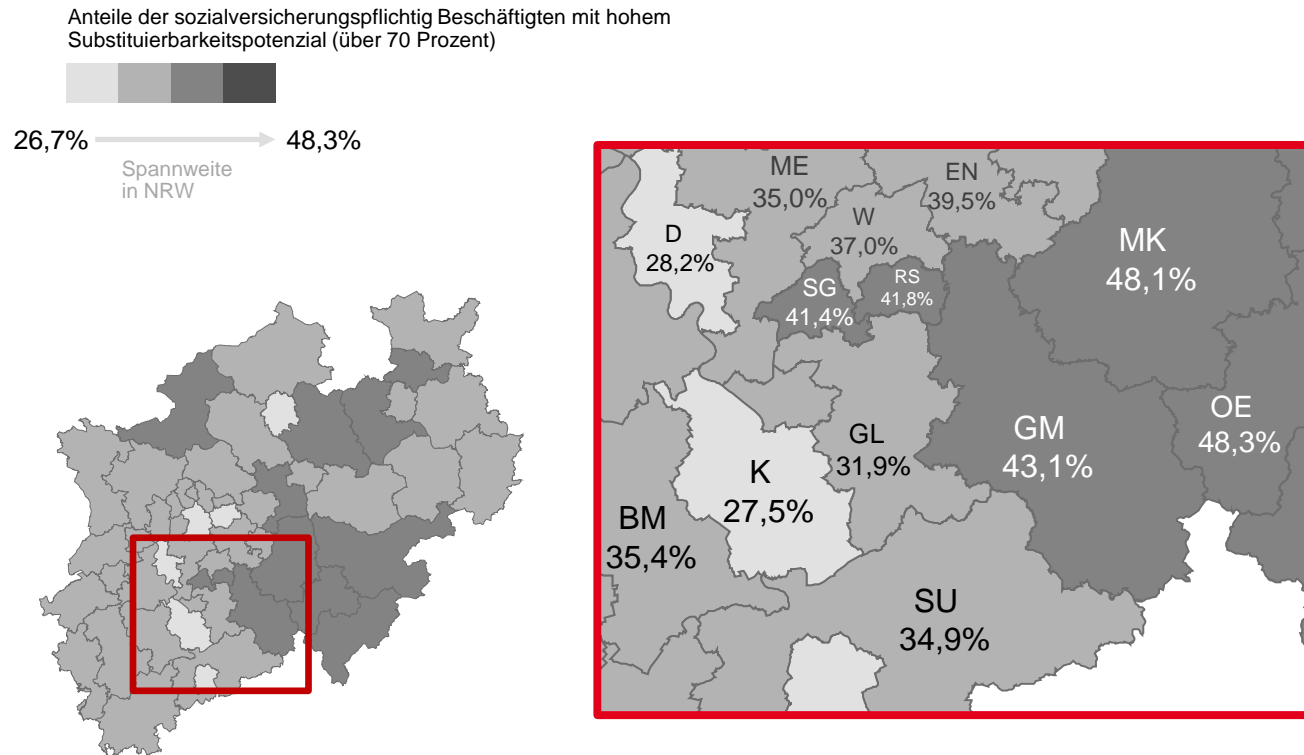 Anteile der sozialversicherungspflichtig Beschäftigten mit hohem
Substituierbarkeitspotenzial (über 70 Prozent)
26,7%
48,3%
Spannweite
in NRW
ME
35,0%
EN
39,5%
W
37,0%
D
28,2%
MK
48,1%
SG
41,4%
RS
41,8%
OE
48,3%
GM
43,1%
GL
31,9%
K
27,5%
BM
35,4%
SU
34,9%